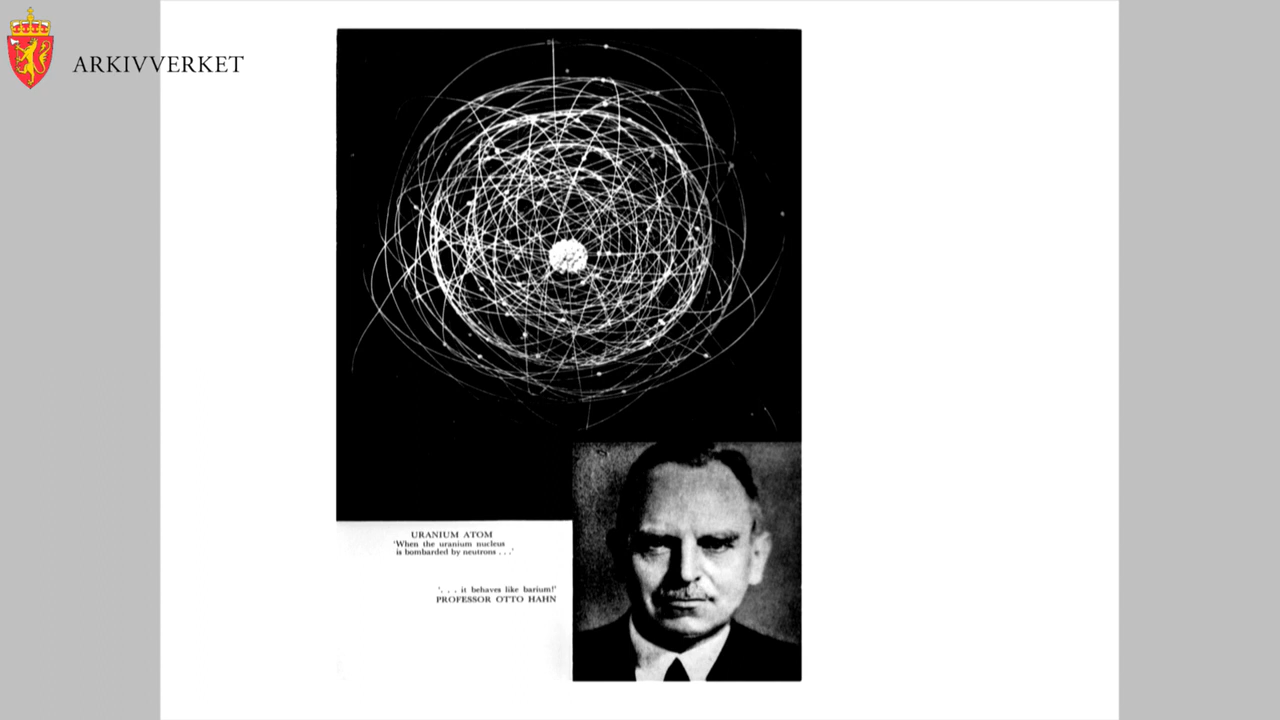 ARKIVVERKET
URANIUM ATOM
'When the uranium nucleus
is bombarded by neutrons . . .'
'. . . it behaves like barium!'
PROFESSOR OTTO HAHN